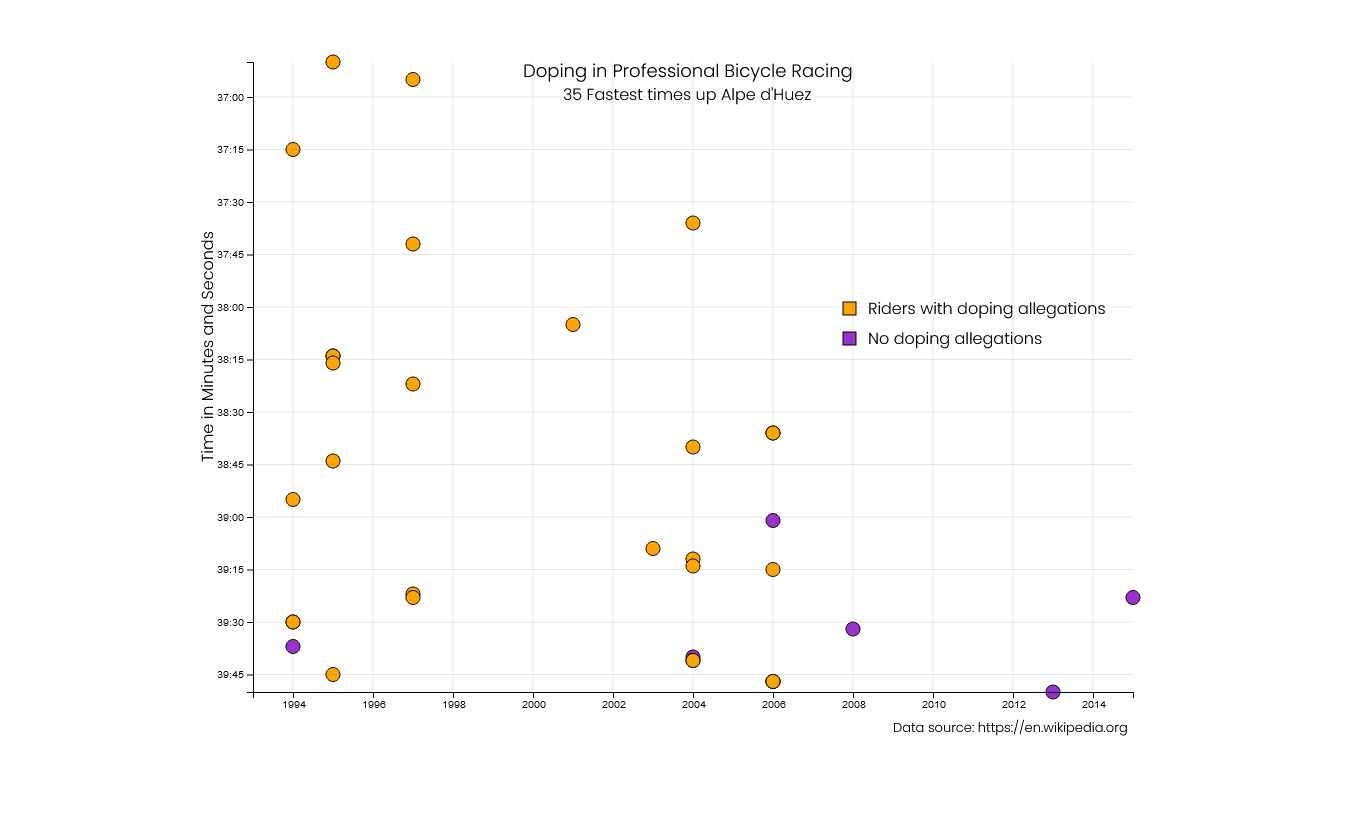 Doping in Professional Bicycle Racing
35 Fastest times up Alpe d'Huez
Time in Minutes and Seconds
37:00
37:15
37:30
37:45
38:00
38:15
38:30
38:45
39:00
39:15
39:30
39:45
Riders with doping allegations
No doping allegations
1994 1996 1998 2000 2002 2004 2006 2008 2010 2012 2014
Data source: https://en.wikipedia.org